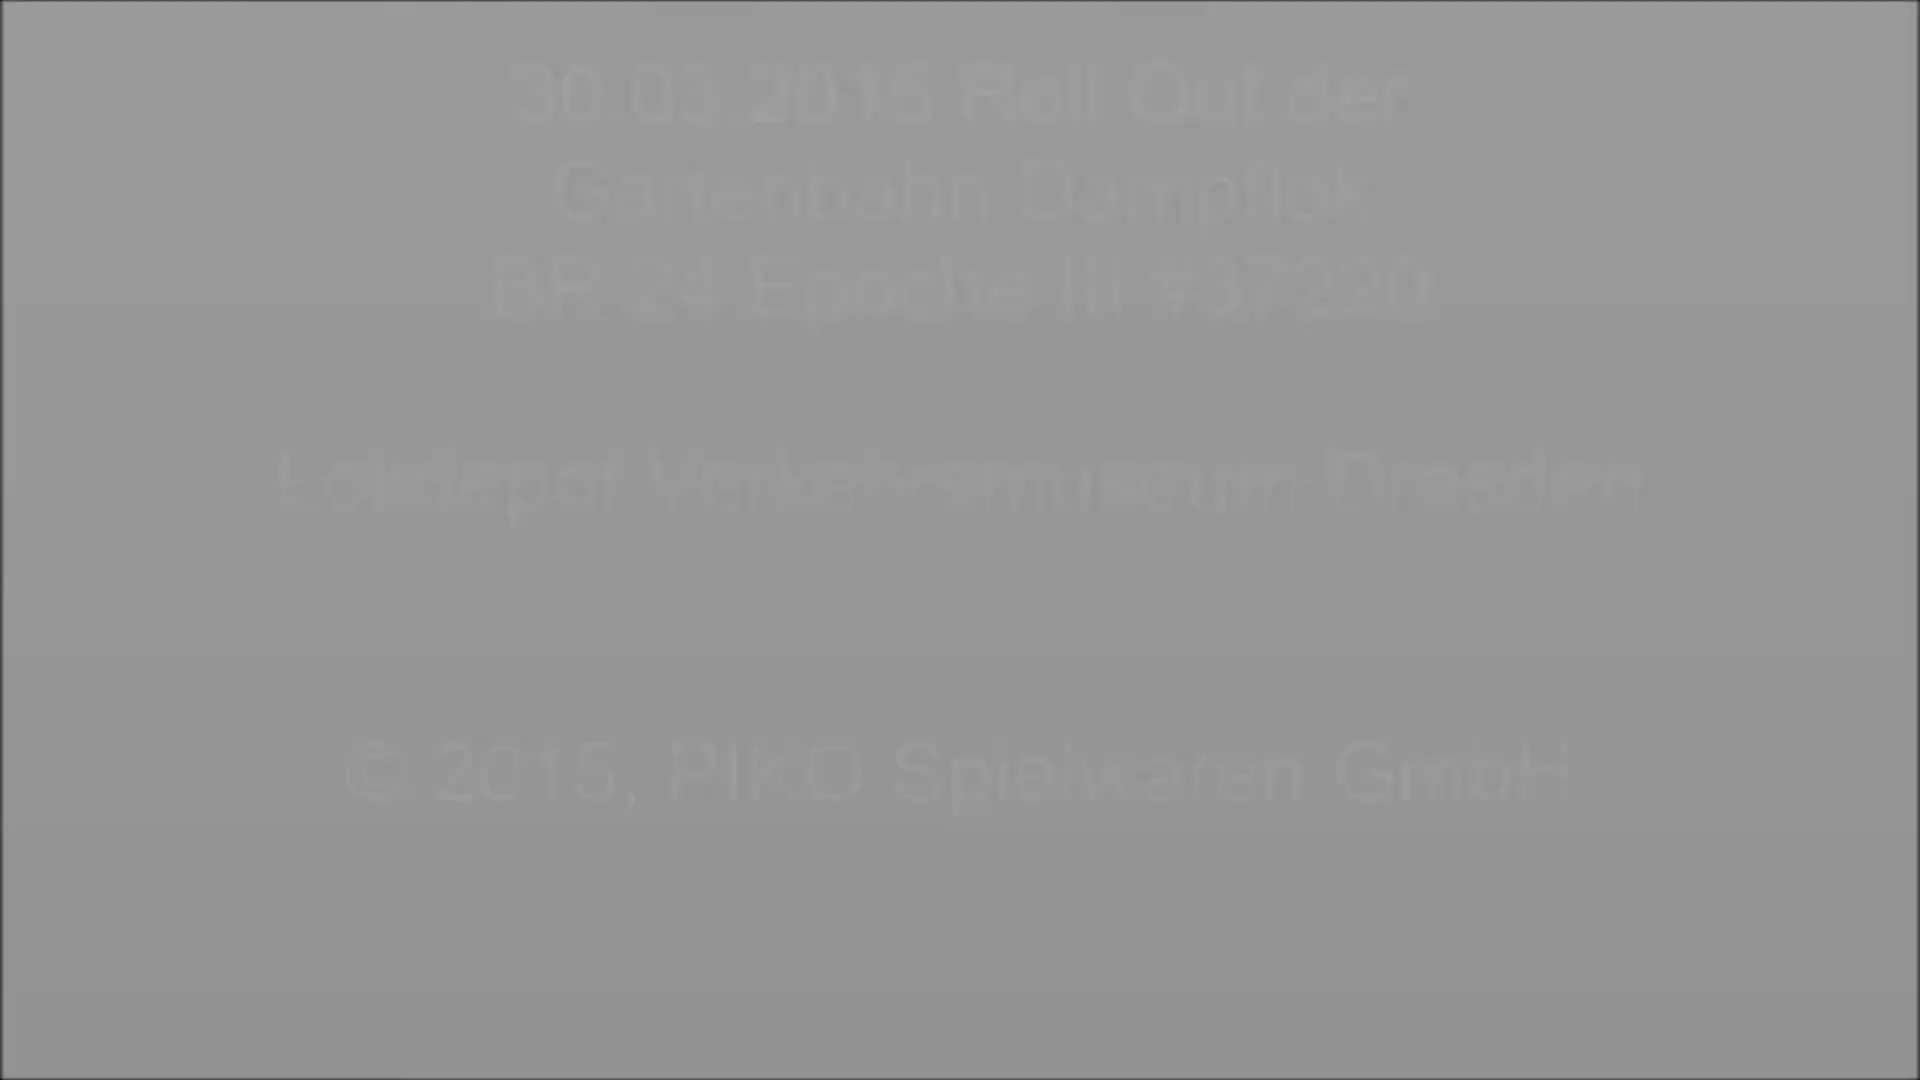 30.03.2015 Roll Out der
Gartenbahn Dampflok
BR 24 Epoche III #37220
Lokdepot Verkehrsmuseum Dresden
© 2015, PIKO Spielwaren GmbH